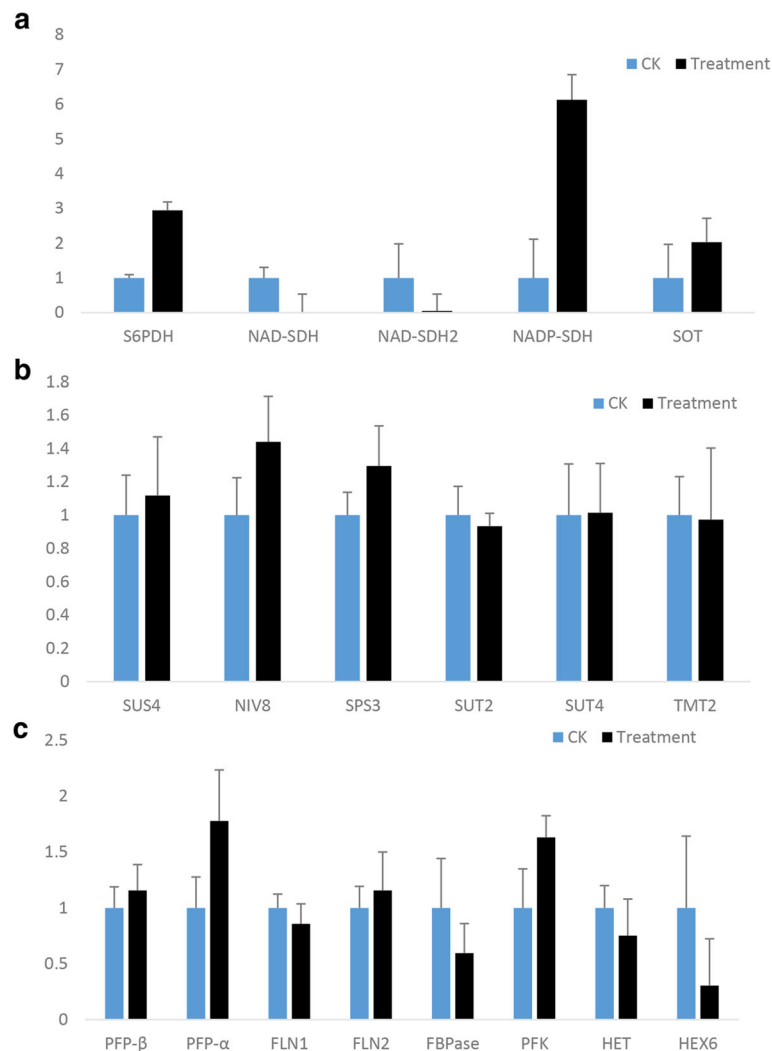 a
8
7
6
5
4
3
2
1
0
CK Treatment
S6PDH NAD-SDH NAD-SDH2 NADP-SDH SOT
b
1.8
1.6
1.4
1.2
1
0.8
0.6
0.4
0.2
0
CK Treatment
SUS4 NIV8 SPS3 SUT2 SUT4 TMT2
c
2.5
2
1.5
1
0.5
0
CK Treatment
PFP-β PFP-α FLN1 FLN2 FBPase PFK HET HEX6